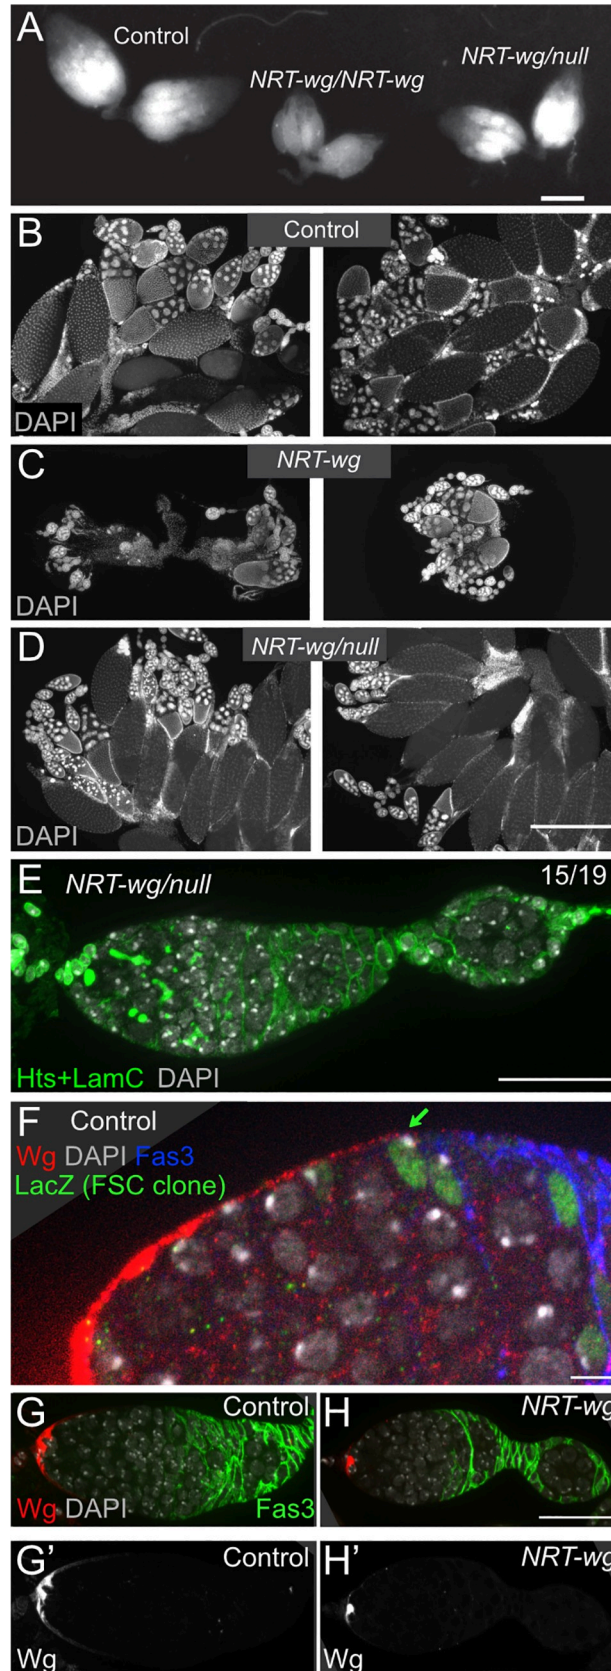 A
Control
NRT-wg/NRT-wg
NRT-wg/null
B
Control
DAPI
C
NRT-wg
DAPI
D
NRT-wg/null
DAPI
E
NRT-wg/null
15/19
Hts+LamC DAPI
F
Control
Wg DAPI Fas3
LacZ (FSC clone)
G
Control
Wg DAPI
Fas3
H
NRT-wg
G'
Control
Wg
H'
NRT-wg
Wg